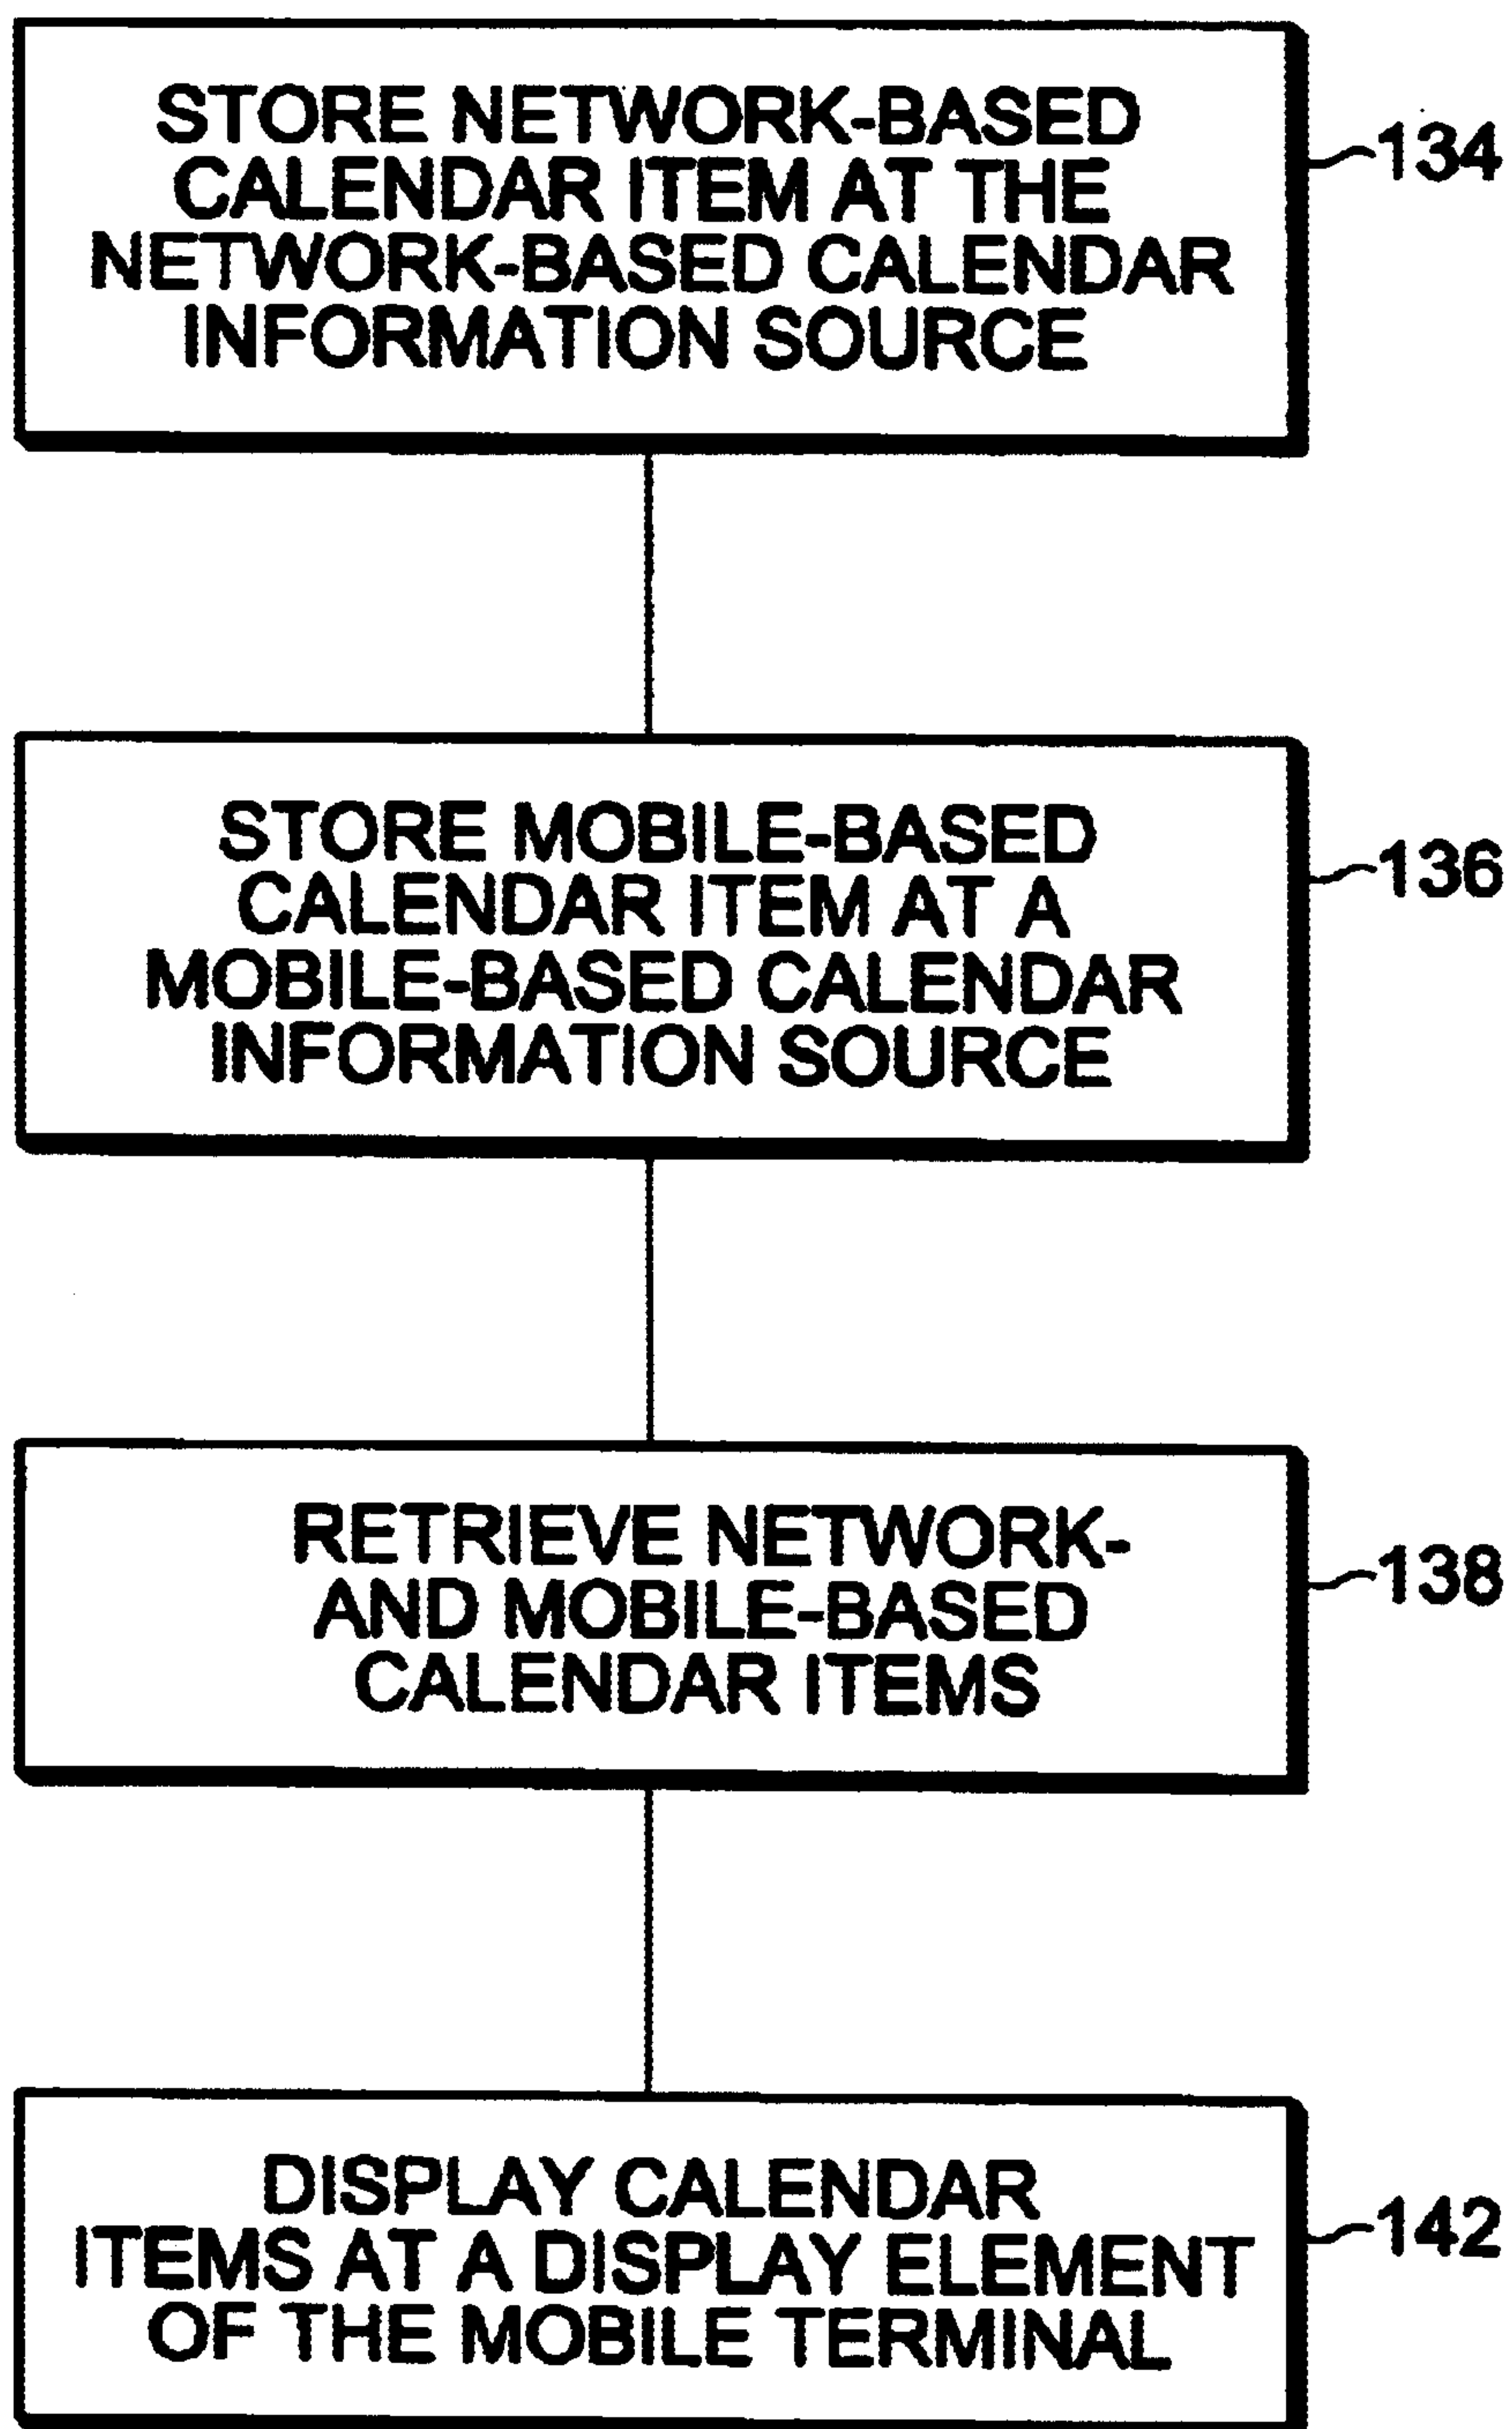 STORE NETWORK-BASED
CALENDAR ITEM AT THE
NETWORK-BASED CALENDAR
INFORMATION SOURCE
134
STORE MOBILE-BASED
CALENDAR ITEM AT A
MOBILE-BASED CALENDAR
INFORMATION SOURCE
136
RETRIEVE NETWORK-
AND MOBILE-BASED
CALENDAR ITEMS
138
DISPLAY CALENDAR
ITEMS AT A DISPLAY ELEMENT
OF THE MOBILE TERMINAL
142